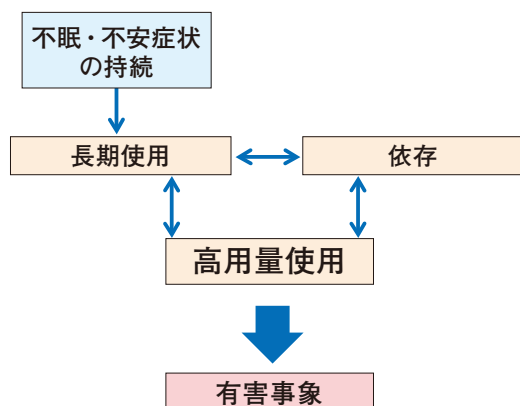 不眠・不安症状
の持続
長期使用
依存
高用量使用
有害事象